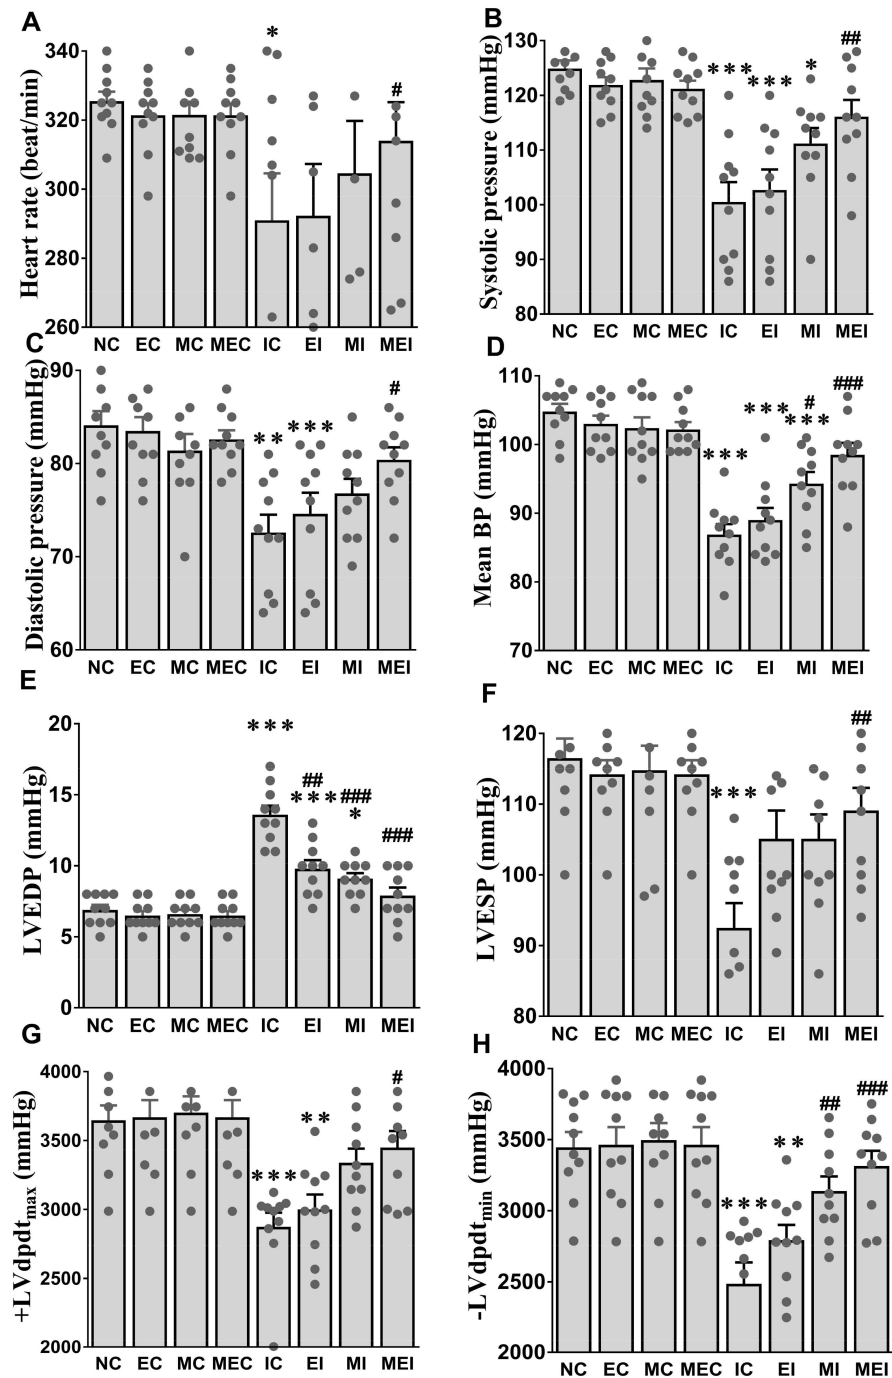 A
Heart rate (beat/min)
340
320
300
280
260
*
#
NC EC MC MEC IC EI MI MEI
B
Systolic pressure (mmHg)
130
120
110
100
90
80
*** *** * ##
NC EC MC MEC IC EI MI MEI
C
Diastolic pressure (mmHg)
90
80
70
60
** *** #
NC EC MC MEC IC EI MI MEI
D
Mean BP (mmHg)
110
100
90
80
70
###
#
*** ***
***
NC EC MC MEC IC EI MI MEI
E
LVEDP (mmHg)
20
15
10
5
0
***
##
*** ###
*
###
NC EC MC MEC IC EI MI MEI
F
LVESP (mmHg)
120
110
100
90
80
*** ##
NC EC MC MEC IC EI MI MEI
G
+LVdpdtmax (mmHg)
4000
3500
3000
2500
2000
*** ** #
NC EC MC MEC IC EI MI MEI
H
-LVdpdtmin (mmHg)
4000
3500
3000
2500
2000
*** ** ## ###
NC EC MC MEC IC EI MI MEI